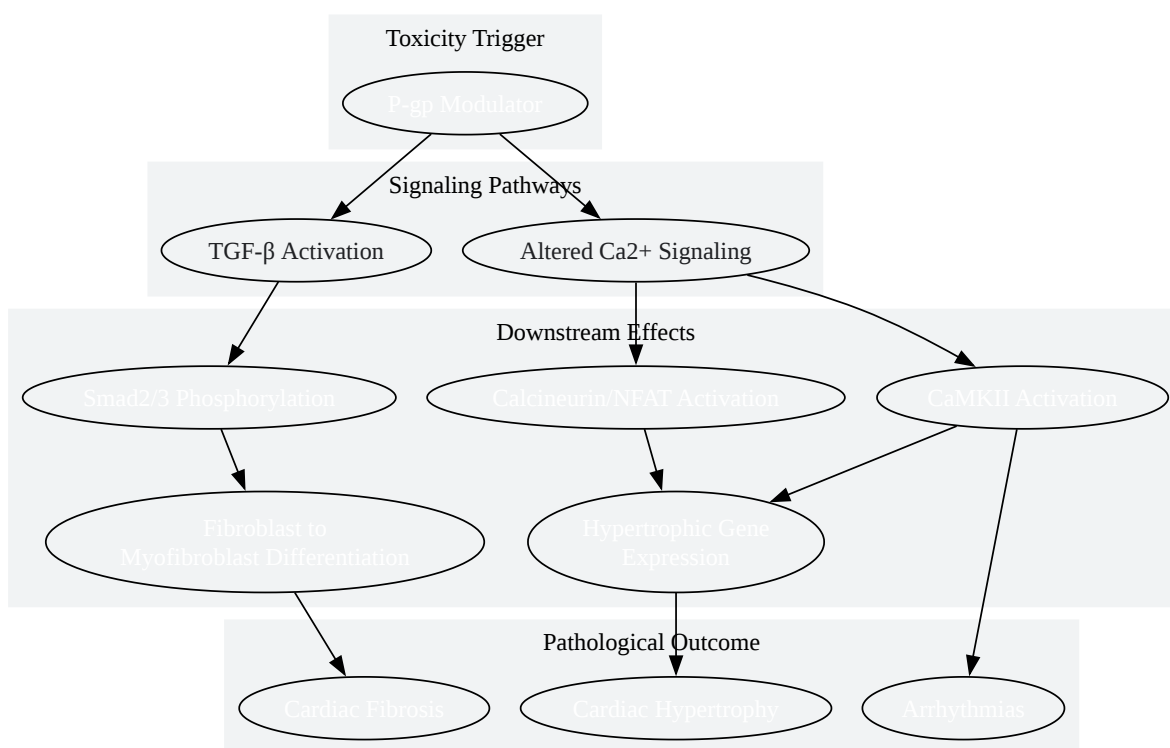 Toxicity Trigger
P-gp Modulator
Signaling Pathways
TGF-β Activation
Altered Ca2+ Signaling
Downstream Effects
Smad2/3 Phosphorylation
Calcineurin/NFAT Activation
CaMKII Activation
Fibroblast to
Myofibroblast Differentiation
Hypertrophic Gene
Expression
Pathological Outcome
Cardiac Fibrosis
Cardiac Hypertrophy
Arrhythmias